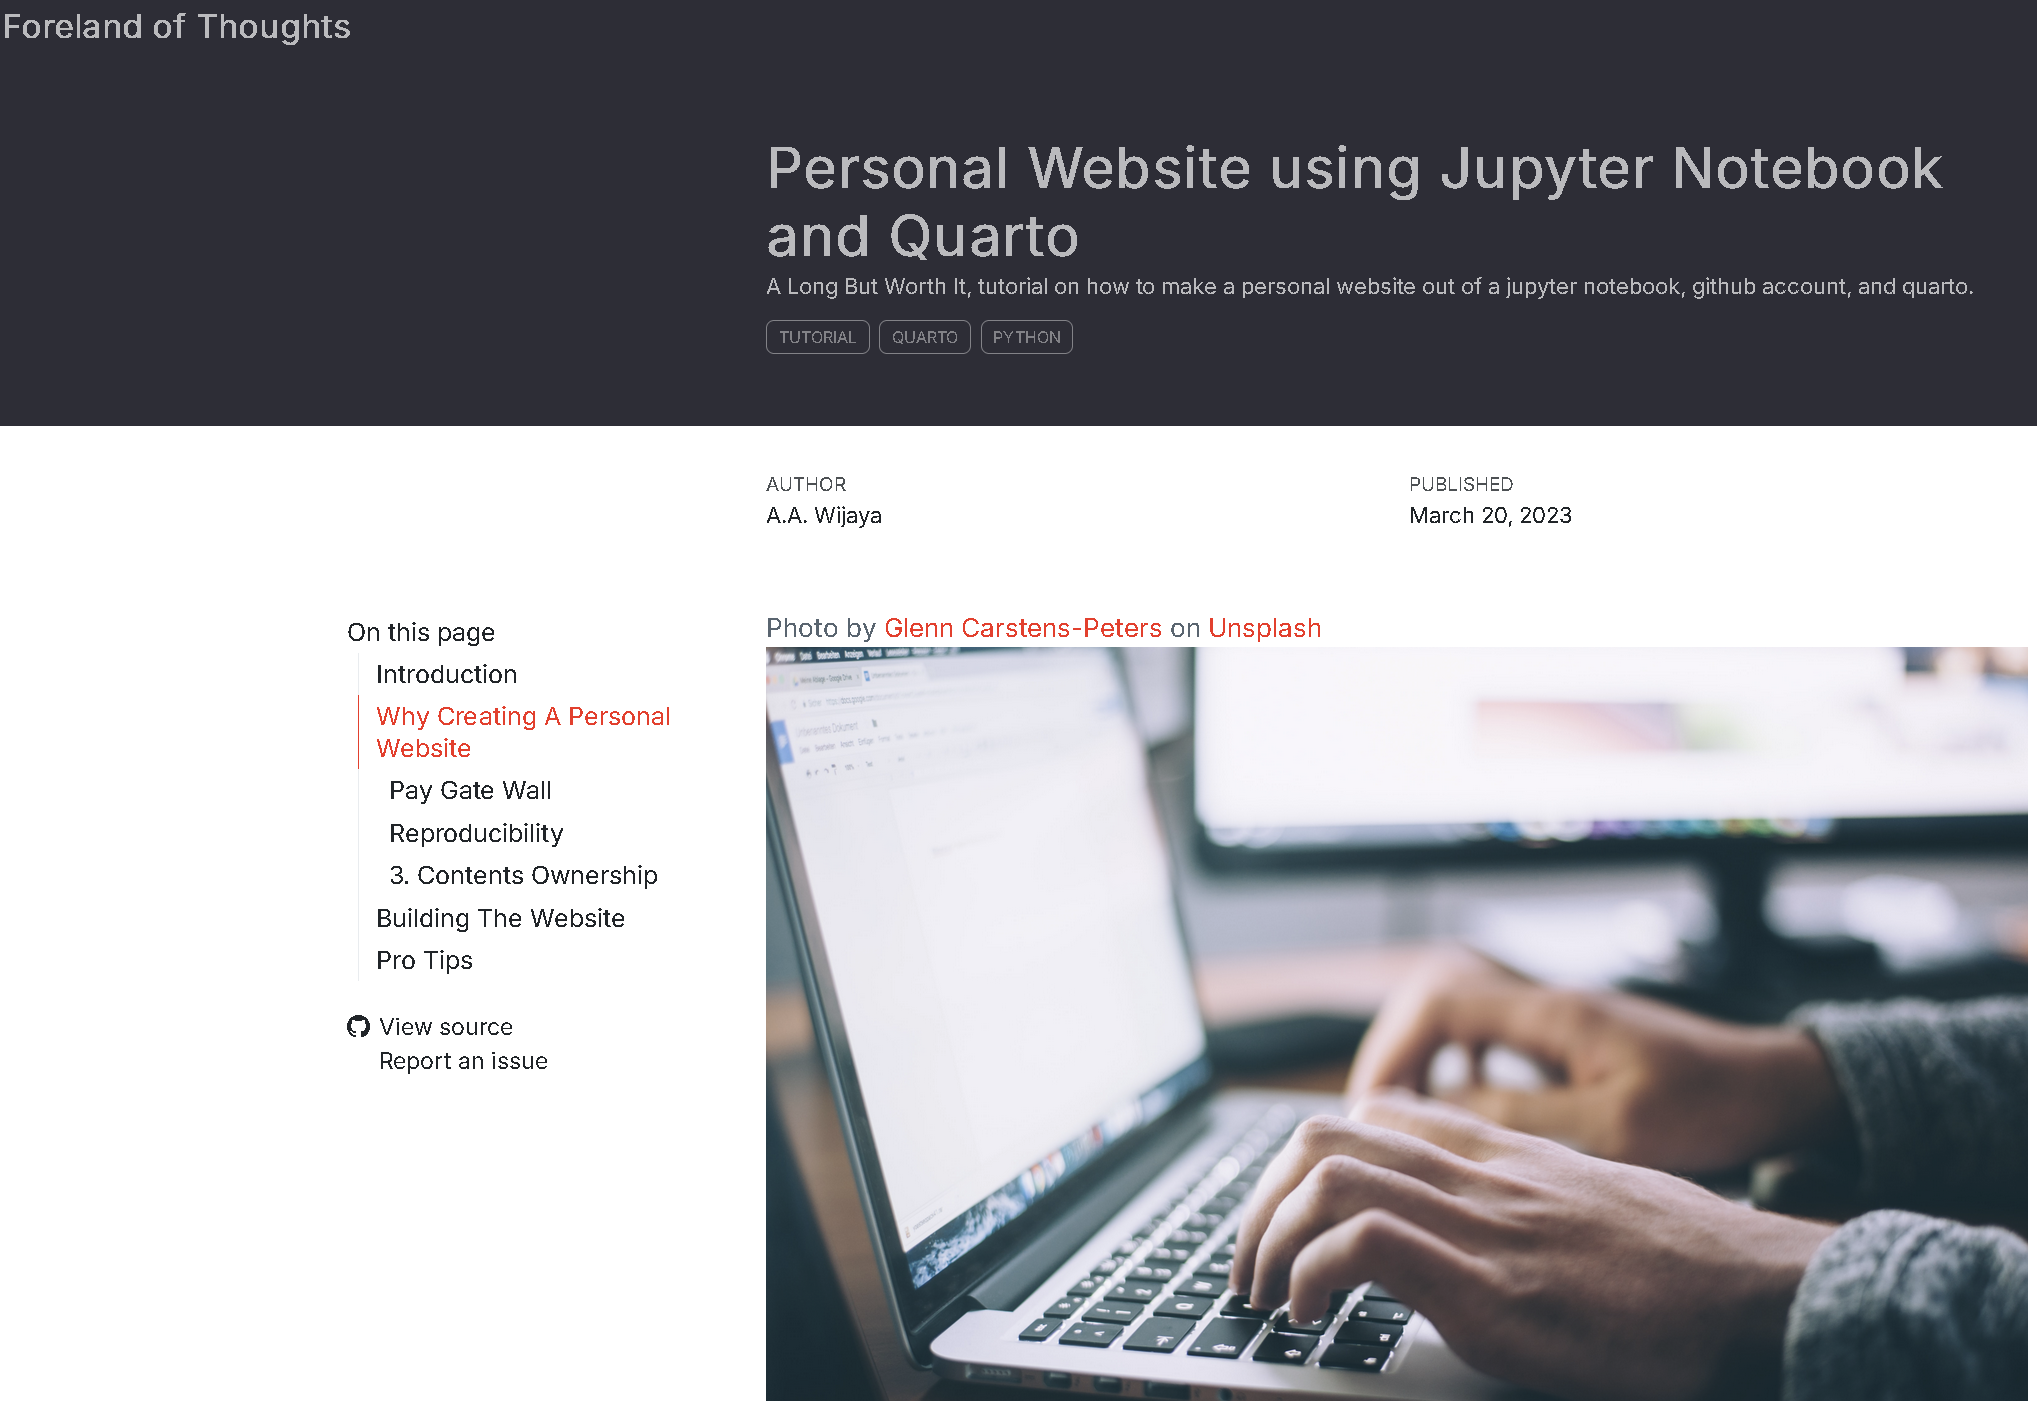 Foreland of Thoughts
Personal Website using Jupyter Notebook
and Quarto
A Long But Worth It, tutorial on how to make a personal website out of a jupyter notebook, github account, and quarto.
TUTORIAL QUARTO PYTHON
AUTHOR
A.A. Wijaya
PUBLISHED
March 20, 2023
On this page
Introduction
Why Creating A Personal
Website
Pay Gate Wall
Reproducibility
3. Contents Ownership
Building The Website
Pro Tips
View source
Report an issue
Photo by Glenn Carstens-Peters on Unsplash